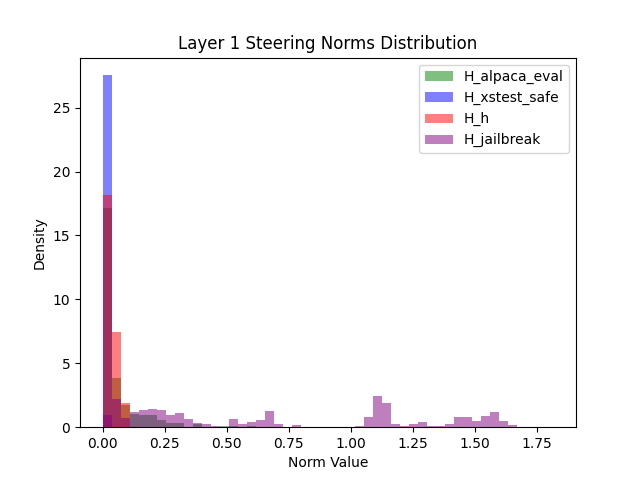 Layer 1 Steering Norms Distribution
H_alpaca_eval
H_xstest_safe
H_h
H_jailbreak
Density
25
20
15
10
5
0
0.00 0.25 0.50 0.75 1.00 1.25 1.50 1.75
Norm Value